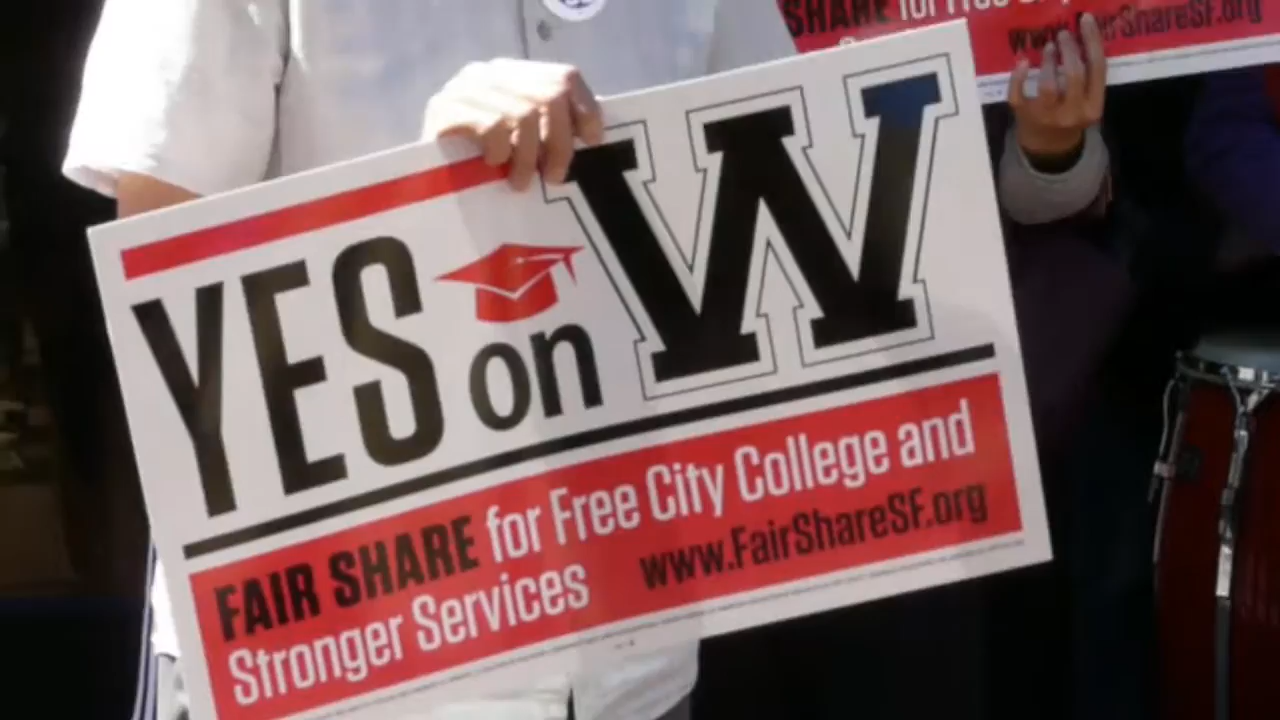 SHARE for Free
www.FairShareSF.org
YES on W
FAIR SHARE for Free City College and
Stronger Services www.FairShareSF.org